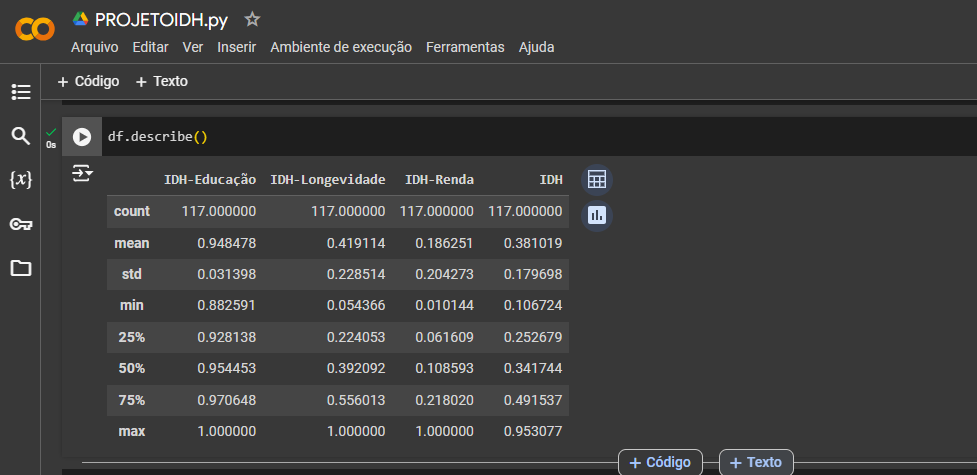 PROJETOIDH.py
Arquivo Editar Ver Inserir Ambiente de execução Ferramentas Ajuda
+ Código + Texto
0s
df.describe()
{x}
IDH-Educação IDH-Longevidade IDH-Renda IDH
count 117.000000 117.000000 117.000000 117.000000
mean 0.948478 0.419114 0.186251 0.381019
std 0.031398 0.228514 0.204273 0.179698
min 0.882591 0.054366 0.010144 0.106724
25% 0.928138 0.224053 0.061609 0.252679
50% 0.954453 0.392092 0.108593 0.341744
75% 0.970648 0.556013 0.218020 0.491537
max 1.000000 1.000000 1.000000 0.953077
+ Código + Texto